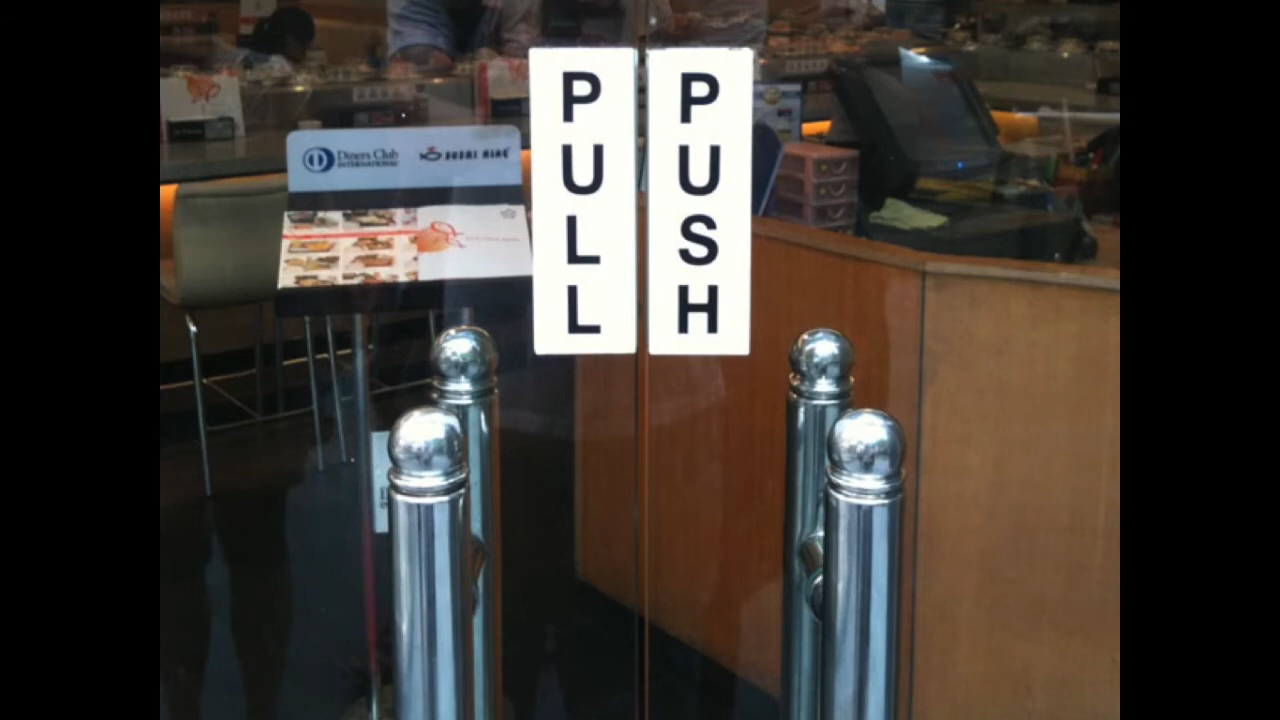 PULL
PUSH
Diners Club
INTERNATIONAL
SUSHI KING